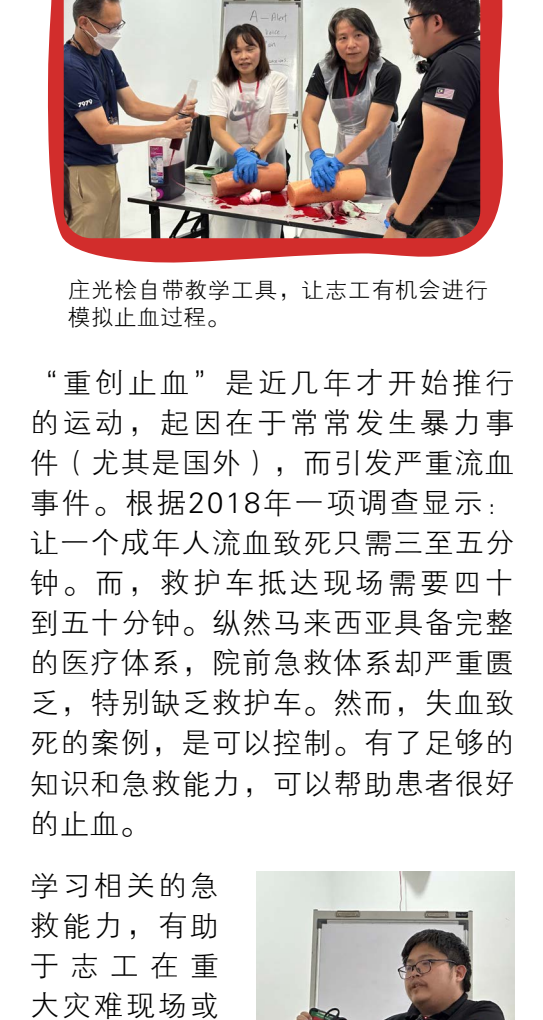 A - Alert
7979
庄光桧自带教学工具，让志工有机会进行
模拟止血过程。
“重创止血”是近几年才开始推行
的运动，起因在于常常发生暴力事
件（尤其是国外），而引发严重流血
事件。根据2018年一项调查显示：
让一个成年人流血致死只需三至五分
钟。而，救护车抵达现场需要四十
到五十分钟。纵然马来西亚具备完整
的医疗体系，院前急救体系却严重匮
乏，特别缺乏救护车。然而，失血致
死的案例，是可以控制。有了足够的
知识和急救能力，可以帮助患者很好
的止血。
学习相关的急
救能力，有助
于志工在重
大灾难现场或